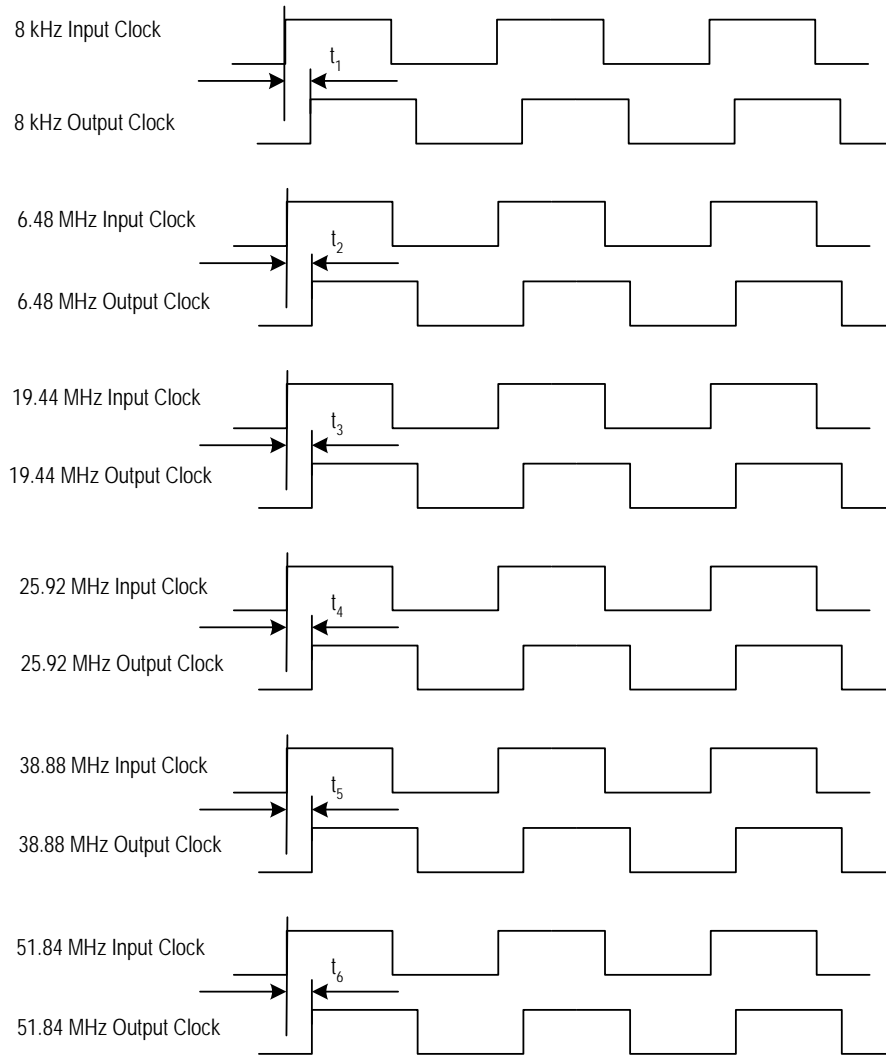 8 kHz Input Clock
t1
8 kHz Output Clock
6.48 MHz Input Clock
t2
6.48 MHz Output Clock
19.44 MHz Input Clock
t3
19.44 MHz Output Clock
25.92 MHz Input Clock
t4
25.92 MHz Output Clock
38.88 MHz Input Clock
t5
38.88 MHz Output Clock
51.84 MHz Input Clock
t6
51.84 MHz Output Clock